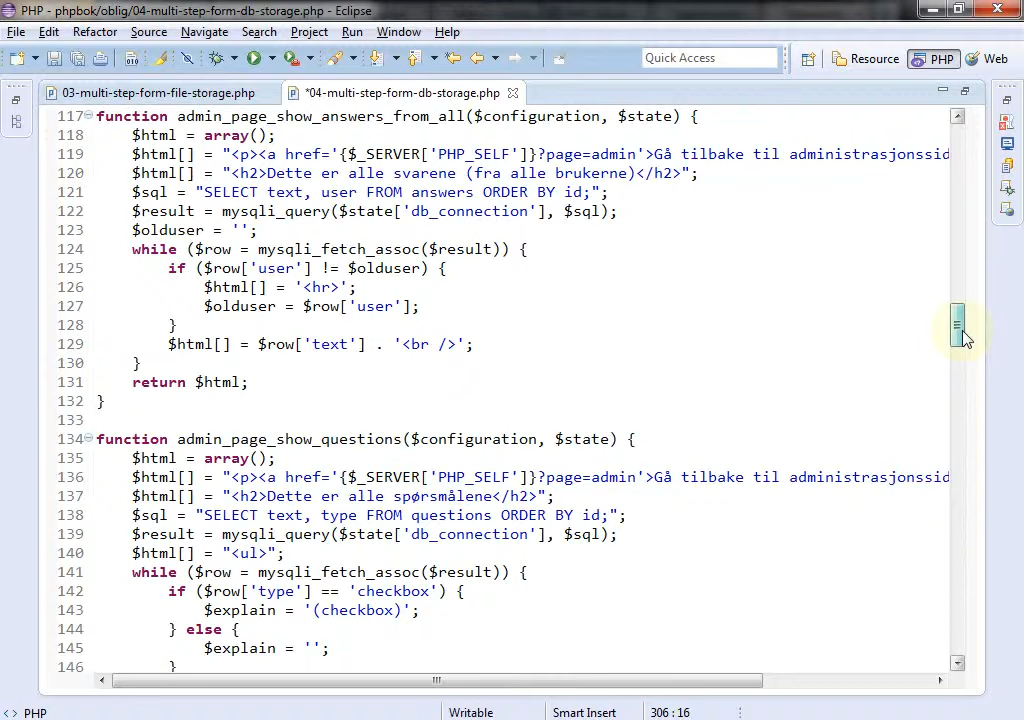 PHP - phpbok/oblig/04-multi-step-form-db-storage.php - Eclipse
File Edit Refactor Source Navigate Search Project Run Window Help
Quick Access Resource PHP Web
03-multi-step-form-file-storage.php *04-multi-step-form-db-storage.php
117 function admin_page_show_answers_from_all($configuration, $state) {
118 $html = array();
119 $html[] = "<p><a href='{$_SERVER['PHP_SELF']}?page=admin'>Gå tilbake til administrasjonssid
120 $html[] = "<h2>Dette er alle svarene (fra alle brukerne)</h2>";
121 $sql = "SELECT text, user FROM answers ORDER BY id;";
122 $result = mysqli_query($state['db_connection'], $sql);
123 $olduser = '';
124 while ($row = mysqli_fetch_assoc($result)) {
125 if ($row['user'] != $olduser) {
126 $html[] = '<hr>';
127 $olduser = $row['user'];
128 }
129 $html[] = $row['text'] . '<br />';
130 }
131 return $html;
132 }
133
134 function admin_page_show_questions($configuration, $state) {
135 $html = array();
136 $html[] = "<p><a href='{$_SERVER['PHP_SELF']}?page=admin'>Gå tilbake til administrasjonssid
137 $html[] = "<h2>Dette er alle spørsmålene</h2>";
138 $sql = "SELECT text, type FROM questions ORDER BY id;";
139 $result = mysqli_query($state['db_connection'], $sql);
140 $html[] = "<ul>";
141 while ($row = mysqli_fetch_assoc($result)) {
142 if ($row['type'] == 'checkbox') {
143 $explain = '(checkbox)';
144 } else {
145 $explain = '';
146 }
PHP Writable Smart Insert 306 : 16